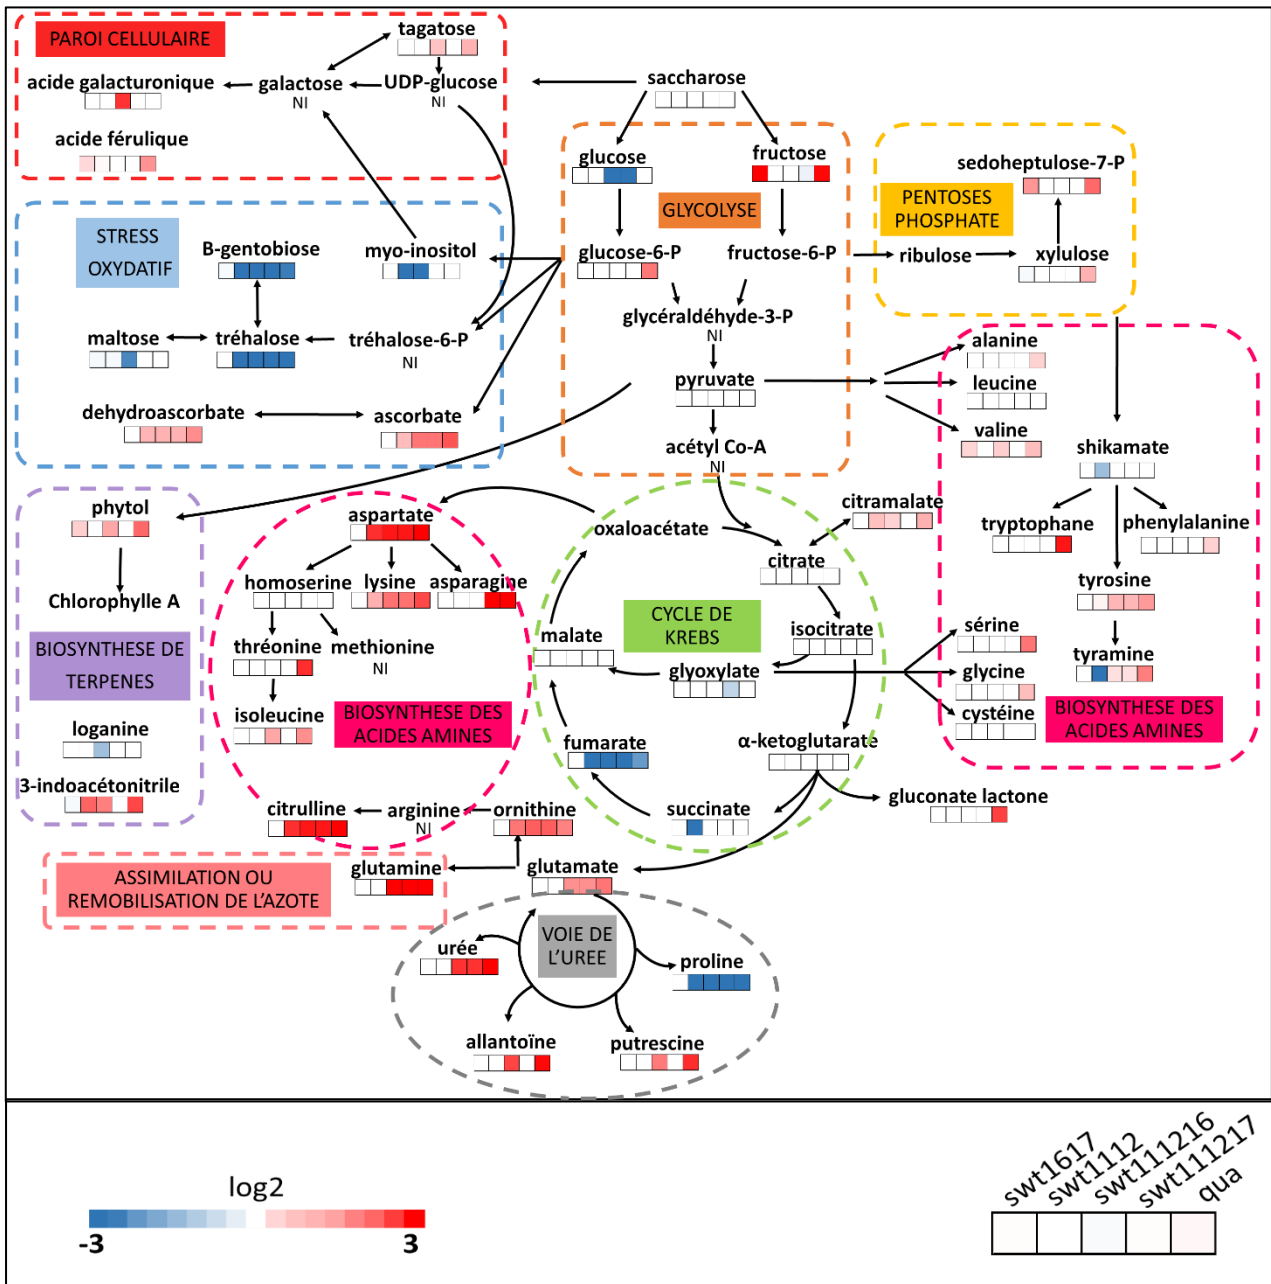 PAROI CELLULAIRE
tagatose
acide galacturonique
galactose
NI
UDP-glucose
NI
saccharose
acide férulique
glucose
fructose
GLYCOLYSE
sedoheptulose-7-P
PENTOSES
PHOSPHATE
ribulose
xylulose
STRESS
OXYDATIF
B-gentobiose
myo-inositol
glucose-6-P
fructose-6-P
maltose
tréhalose
tréhalose-6-P
NI
glycéraldéhyde-3-P
NI
pyruvate
acétyl Co-A
NI
dehydroascorbate
ascorbate
alanine
leucine
valine
shikamate
tryptophane
phenylalanine
tyrosine
tyramine
sérine
glycine
cystéine
BIOSYNTHESE DES
ACIDES AMINES
phytol
Chlorophylle A
BIOSYNTHESE DE
TERPENES
loganine
3-indoacétonitrile
aspartate
homoserine
lysine
asparagine
thréonine
methionine
NI
isoleucine
BIOSYNTHESE DES
ACIDES AMINES
citrulline
arginine
NI
ornithine
oxaloacétate
citramalate
citrate
CYCLE DE
KREBS
isocitrate
malate
glyoxylate
fumarate
α-ketoglutarate
succinate
gluconate lactone
ASSIMILATION OU
REMOBILISATION DE L'AZOTE
glutamine
glutamate
VOIE DE
L'UREE
urée
proline
allantoïne
putrescine
log2
-3
3
swt1617
swt1112
swt111216
swt111217
qua